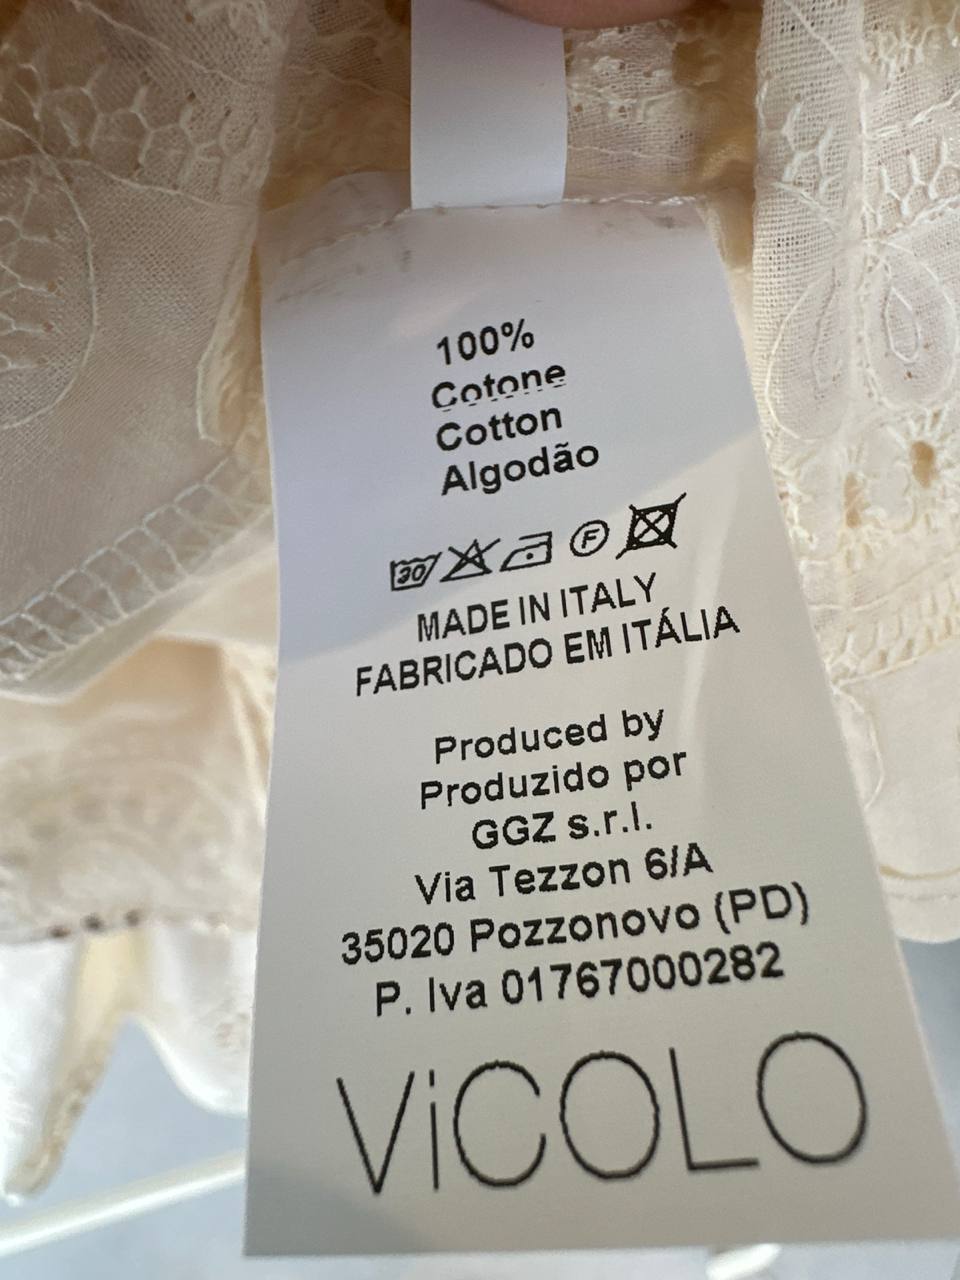 100%
Cotone
Cotton
Algodão
30 F
MADE IN ITALY
FABRICADO EM ITÁLIA
Produced by
Produzido por
GGZ s.r.l.
Via Tezzon 6/A
35020 Pozzonovo (PD)
P. Iva 01767000282
ViCOLO